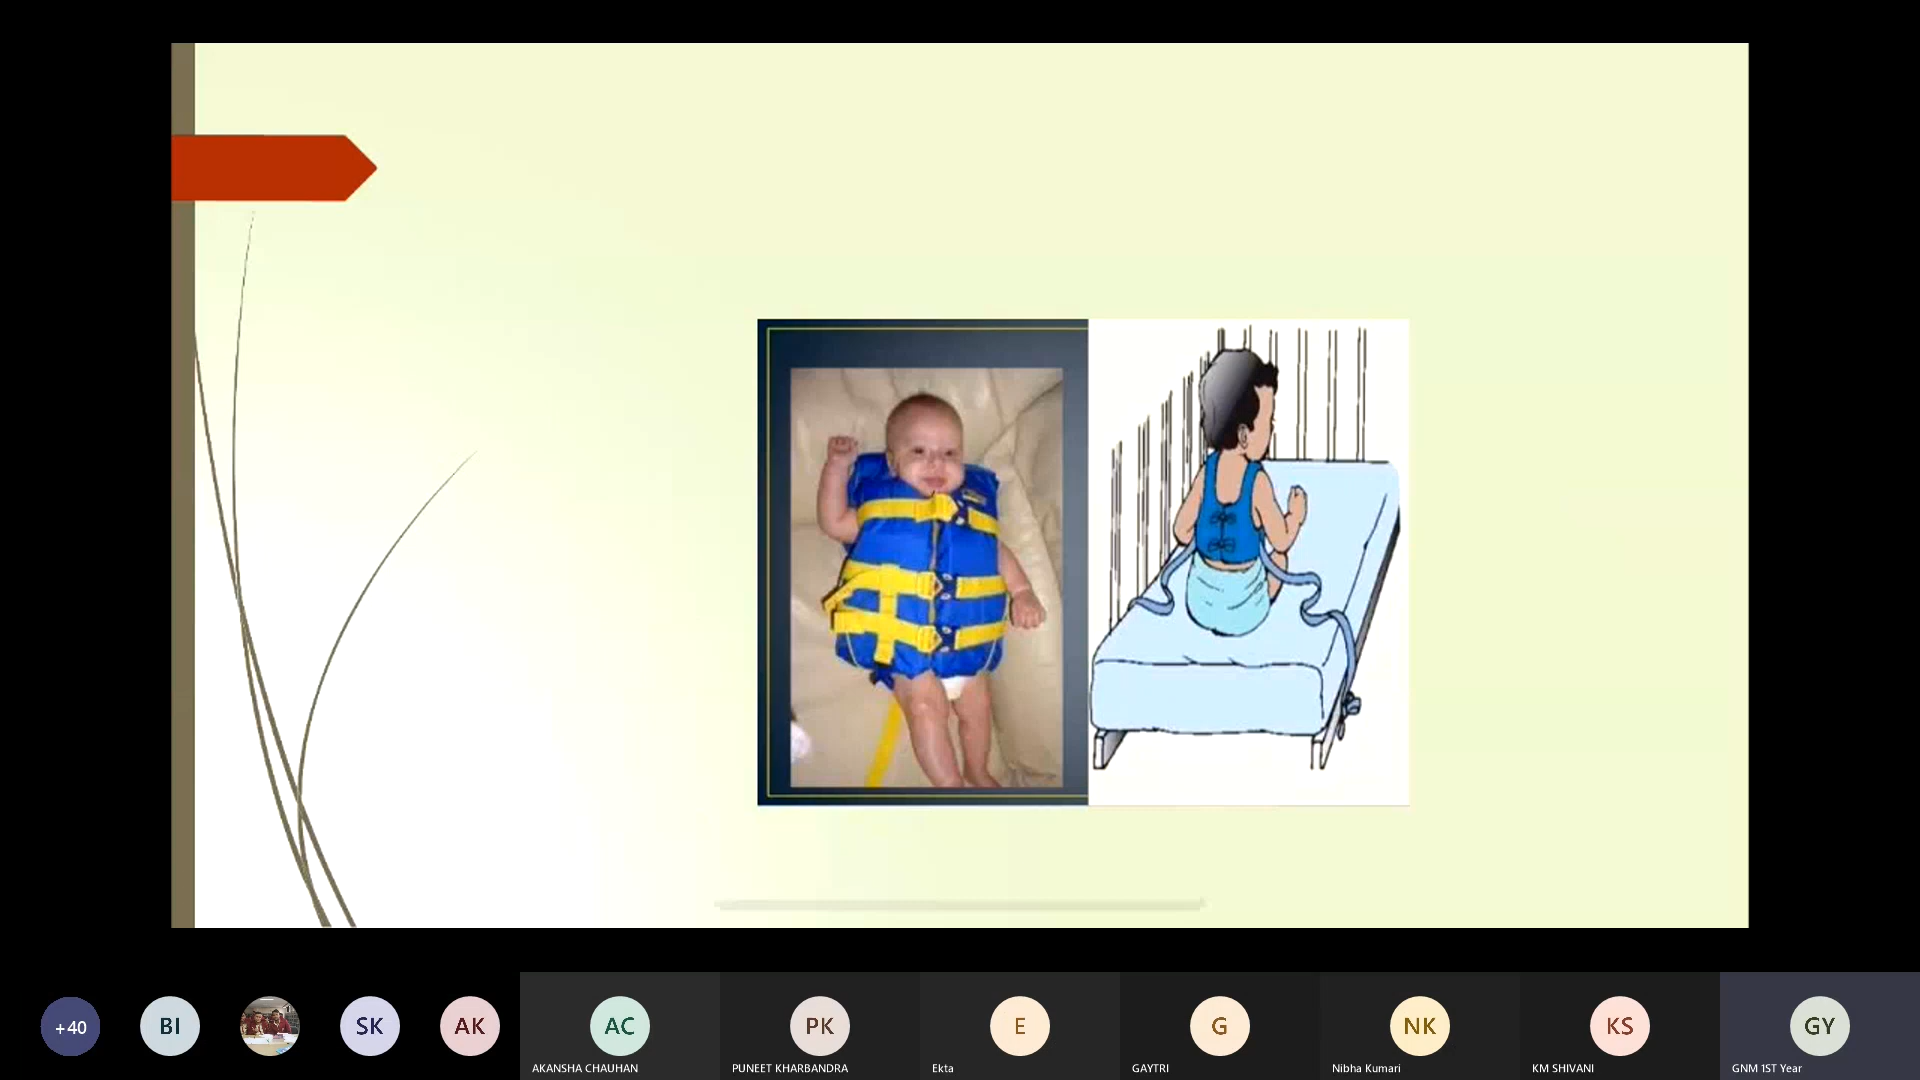 +40
BI
SK
AK
AC
PK
E
G
NK
KS
GY
AKANSHA CHAUHAN
PUNEET KHARBANDRA
Ekta
GAYTRI
Nibha Kumari
KM SHIVANI
GNM 1ST Year